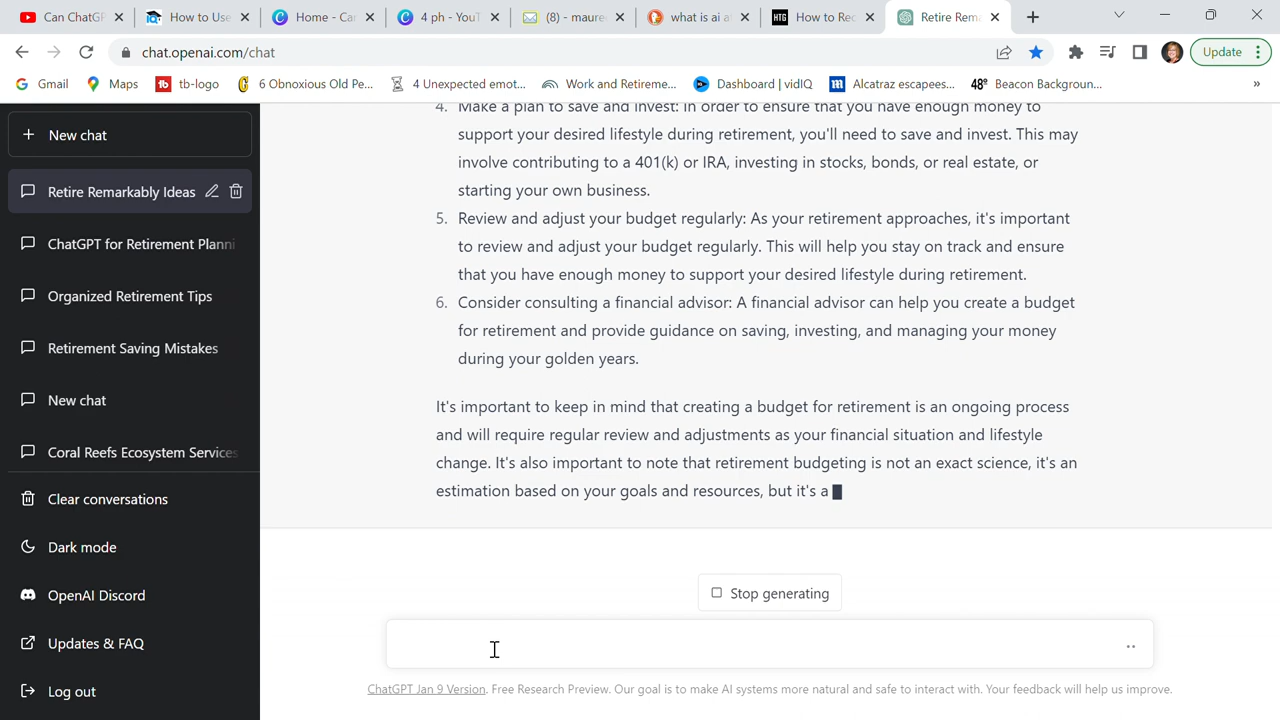 Can ChatG
How to Use
Home - Can
4 ph - YouT
(8) - maure
what is ai a
HTG How to Rec
Retire Rema
chat.openai.com/chat
Update
Gmail
Maps
tb tb-logo
6 Obnoxious Old Pe...
4 Unexpected emot...
Work and Retireme...
Dashboard | vidIQ
Alcatraz escapees...
48º Beacon Backgroun...
»
+ New chat
Retire Remarkably Ideas
ChatGPT for Retirement Planni
Organized Retirement Tips
Retirement Saving Mistakes
New chat
Coral Reefs Ecosystem Services
Clear conversations
Dark mode
OpenAI Discord
Updates & FAQ
Log out
4. Make a plan to save and invest: In order to ensure that you have enough money to
support your desired lifestyle during retirement, you'll need to save and invest. This may
involve contributing to a 401(k) or IRA, investing in stocks, bonds, or real estate, or
starting your own business.
5. Review and adjust your budget regularly: As your retirement approaches, it's important
to review and adjust your budget regularly. This will help you stay on track and ensure
that you have enough money to support your desired lifestyle during retirement.
6. Consider consulting a financial advisor: A financial advisor can help you create a budget
for retirement and provide guidance on saving, investing, and managing your money
during your golden years.
It's important to keep in mind that creating a budget for retirement is an ongoing process
and will require regular review and adjustments as your financial situation and lifestyle
change. It's also important to note that retirement budgeting is not an exact science, it's an
estimation based on your goals and resources, but it's a
Stop generating
ChatGPT Jan 9 Version. Free Research Preview. Our goal is to make AI systems more natural and safe to interact with. Your feedback will help us improve.